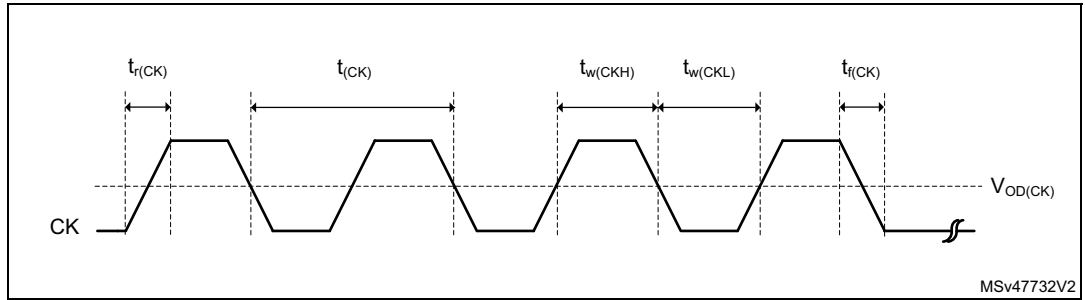 tr(CK) t(CK) tw(CKH) tw(CKL) tf(CK)
VOD(CK)
CK
MSv47732V2